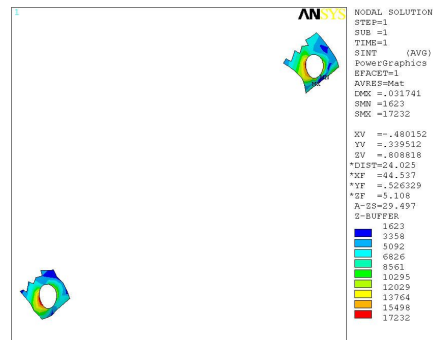 1
ANSYS
NODAL SOLUTION
STEP=1
SUB =1
TIME=1
SINT (AVG)
PowerGraphics
EFACET=1
AVRES=Mat
DMX =.031741
SMN =1623
SMX =17232
XV =-.480152
YV =.339512
ZV =.808818
*DIST=24.025
*XF =44.537
*YF =.526329
*ZF =5.108
A-ZS=29.497
Z-BUFFER
1623
3358
5092
6826
8561
10295
12029
13764
15498
17232